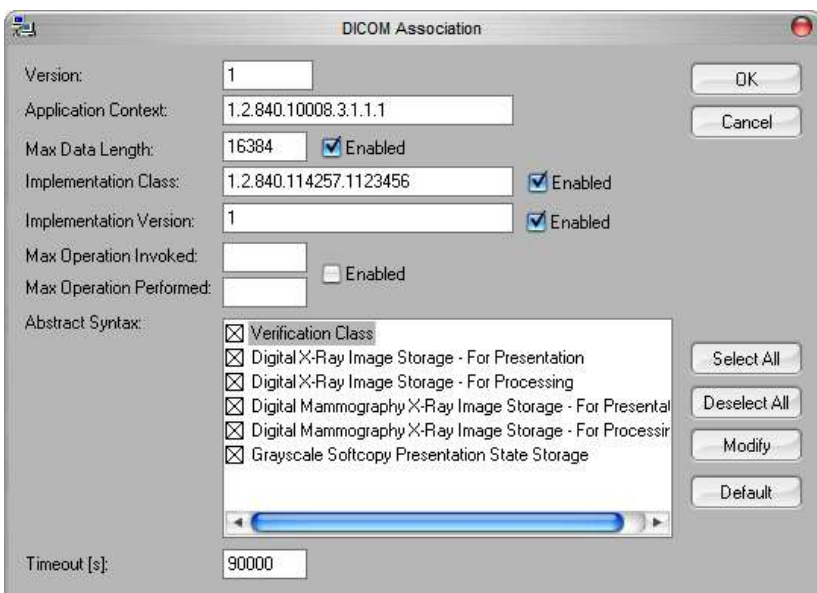 DICOM Association
Version: 1
OK
Application Context: 1.2.840.10008.3.1.1.1
Cancel
Max Data Length: 16384 Enabled
Implementation Class: 1.2.840.114257.1123456 Enabled
Implementation Version: 1 Enabled
Max Operation Invoked:
Enabled
Max Operation Performed:
Abstract Syntax:
Verification Class
Digital X-Ray Image Storage - For Presentation
Digital X-Ray Image Storage - For Processing
Digital Mammography X-Ray Image Storage - For Presentat
Digital Mammography X-Ray Image Storage - For Processin
Grayscale Softcopy Presentation State Storage
Select All
Deselect All
Modify
Default
Timeout [s]: 90000